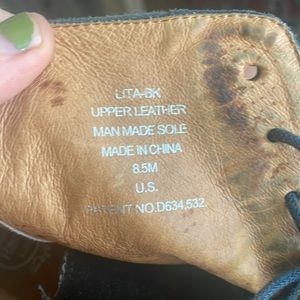 LITA-BK
UPPER LEATHER
MAN MADE SOLE
MADE IN CHINA
8.5M
U.S.
PATENT NO.D634,532